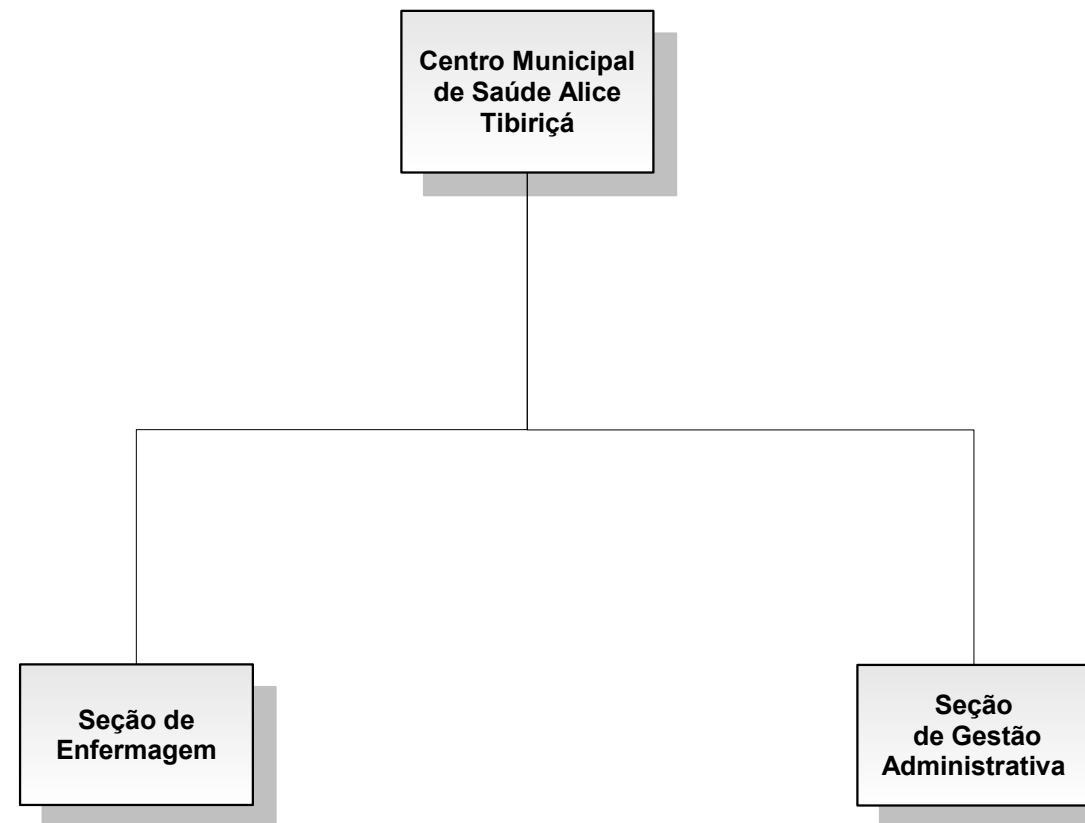 Centro Municipal
de Saúde Alice
Tibiriçá
Seção de
Enfermagem
Seção
de Gestão
Administrativa